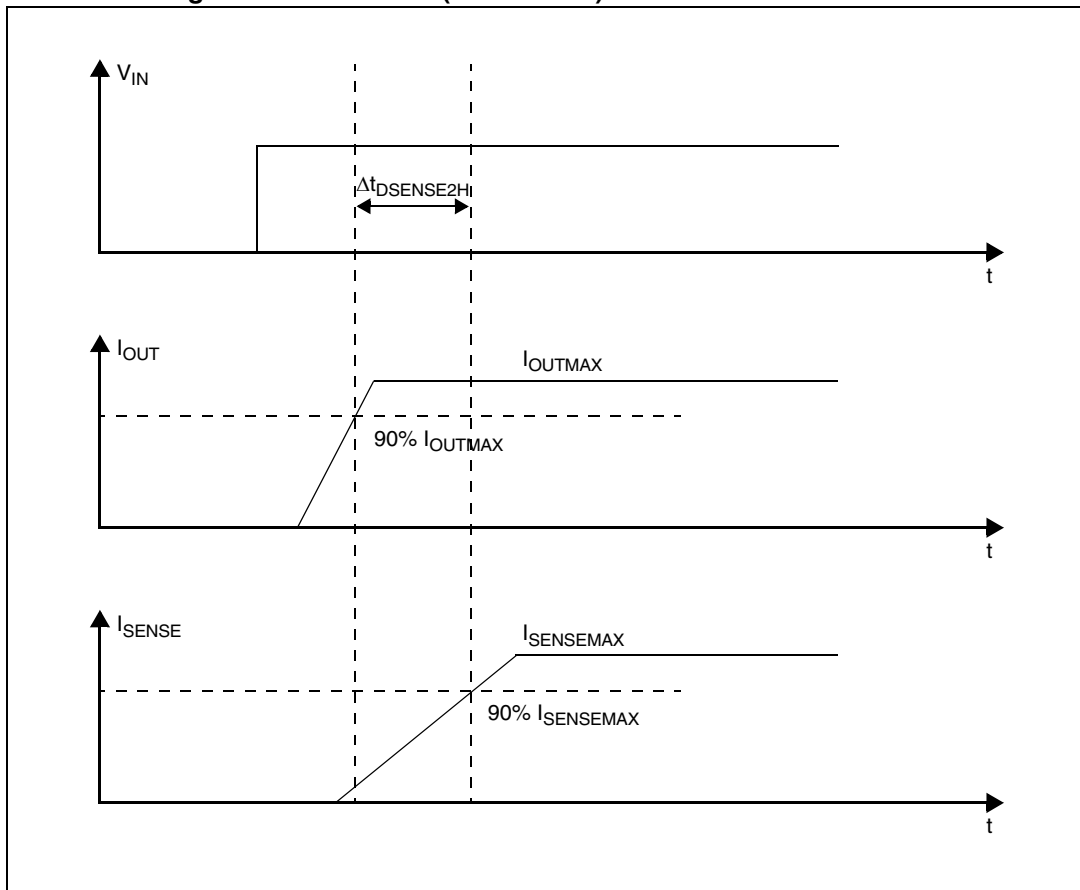 V_IN
Δt_DSENSE2H
t
I_OUT
I_OUTMAX
90% I_OUTMAX
t
I_SENSE
I_SENSEMAX
90% I_SENSEMAX
t